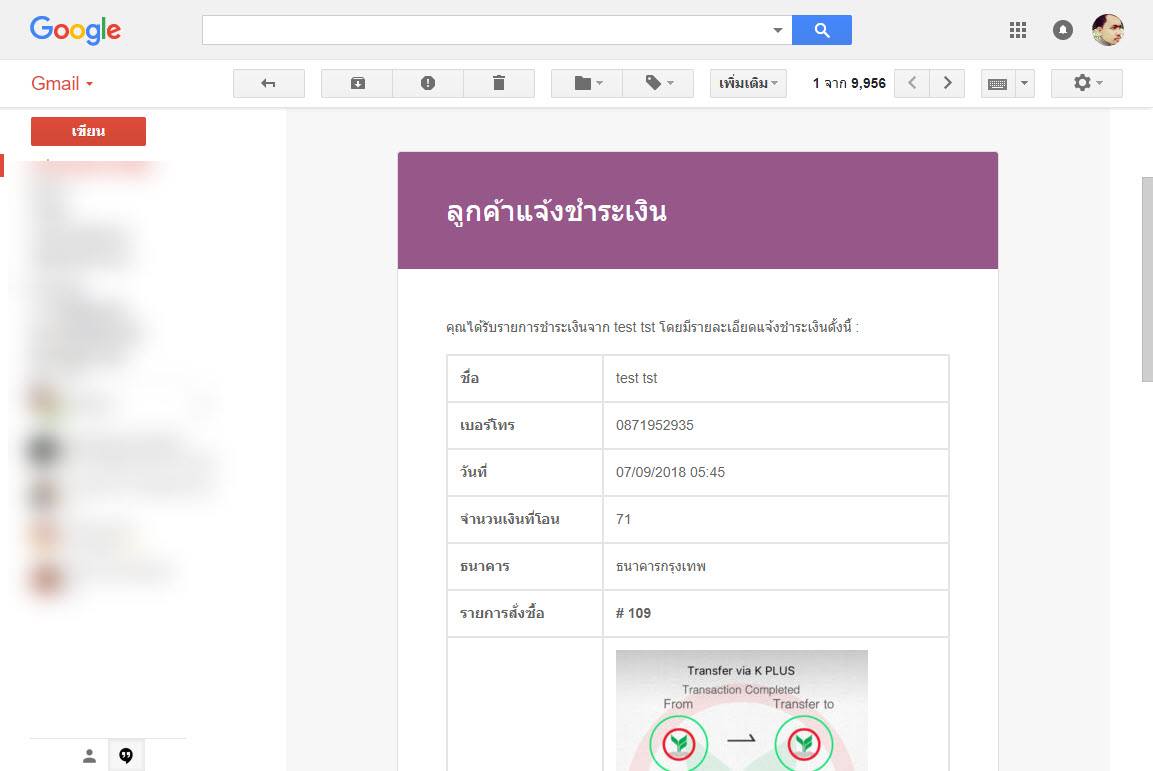 Google
Gmail
เพิ่มเติม
1 จาก 9,956
เขียน
ลูกค้าแจ้งชำระเงิน
คุณได้รับรายการชำระเงินจาก test tst โดยมีรายละเอียดแจ้งชำระเงินดั้งนี้ :
ชื่อ test tst
เบอร์โทร 0871952935
วันที่ 07/09/2018 05:45
จำนวนเงินที่โอน 71
ธนาคาร ธนาคารกรุงเทพ
รายการสั่งซื้อ # 109
Transfer via K PLUS
Transaction Completed
From Transfer to